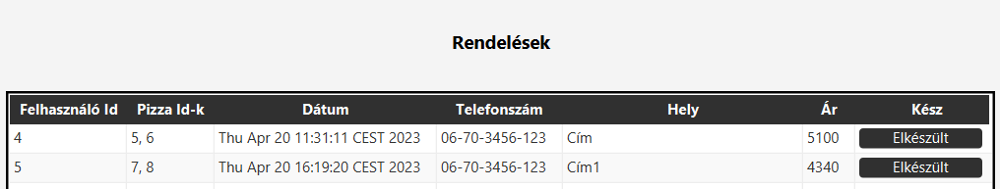 Rendelések
Felhasználó Id Pizza Id-k Dátum Telefonszám Hely Ár Kész
4 5, 6 Thu Apr 20 11:31:11 CEST 2023 06-70-3456-123 Cím 5100 Elkészült
5 7, 8 Thu Apr 20 16:19:20 CEST 2023 06-70-3456-123 Cím1 4340 Elkészült